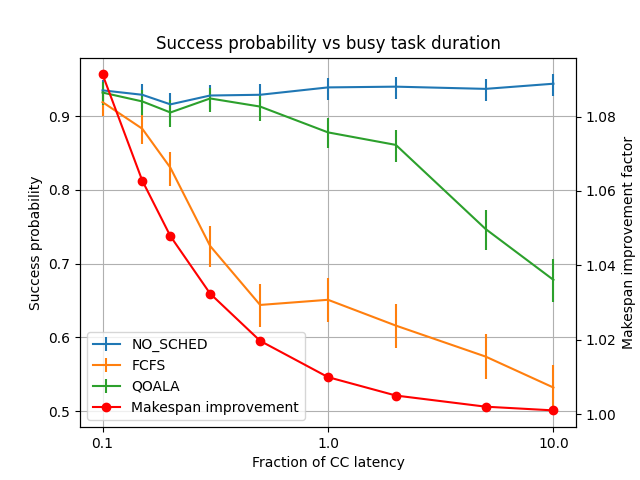 Success probability vs busy task duration
Success probability
0.9
0.8
0.7
0.6
0.5
1.08
1.06
1.04
1.02
1.00
Makespan improvement factor
NO_SCHED
FCFS
QOALA
Makespan improvement
0.1
1.0
10.0
Fraction of CC latency